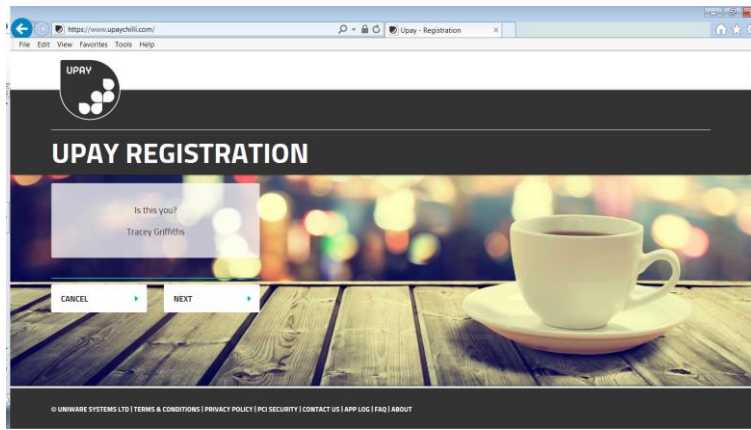 https://www.upaychilli.com/
Upay - Registration
File Edit View Favorites Tools Help
UPAY
UPAY REGISTRATION
Is this you?
Tracey Griffiths
CANCEL
NEXT
© UNIWARE SYSTEMS LTD | TERMS & CONDITIONS | PRIVACY POLICY | PCI SECURITY | CONTACT US | APP LOG | FAQ | ABOUT